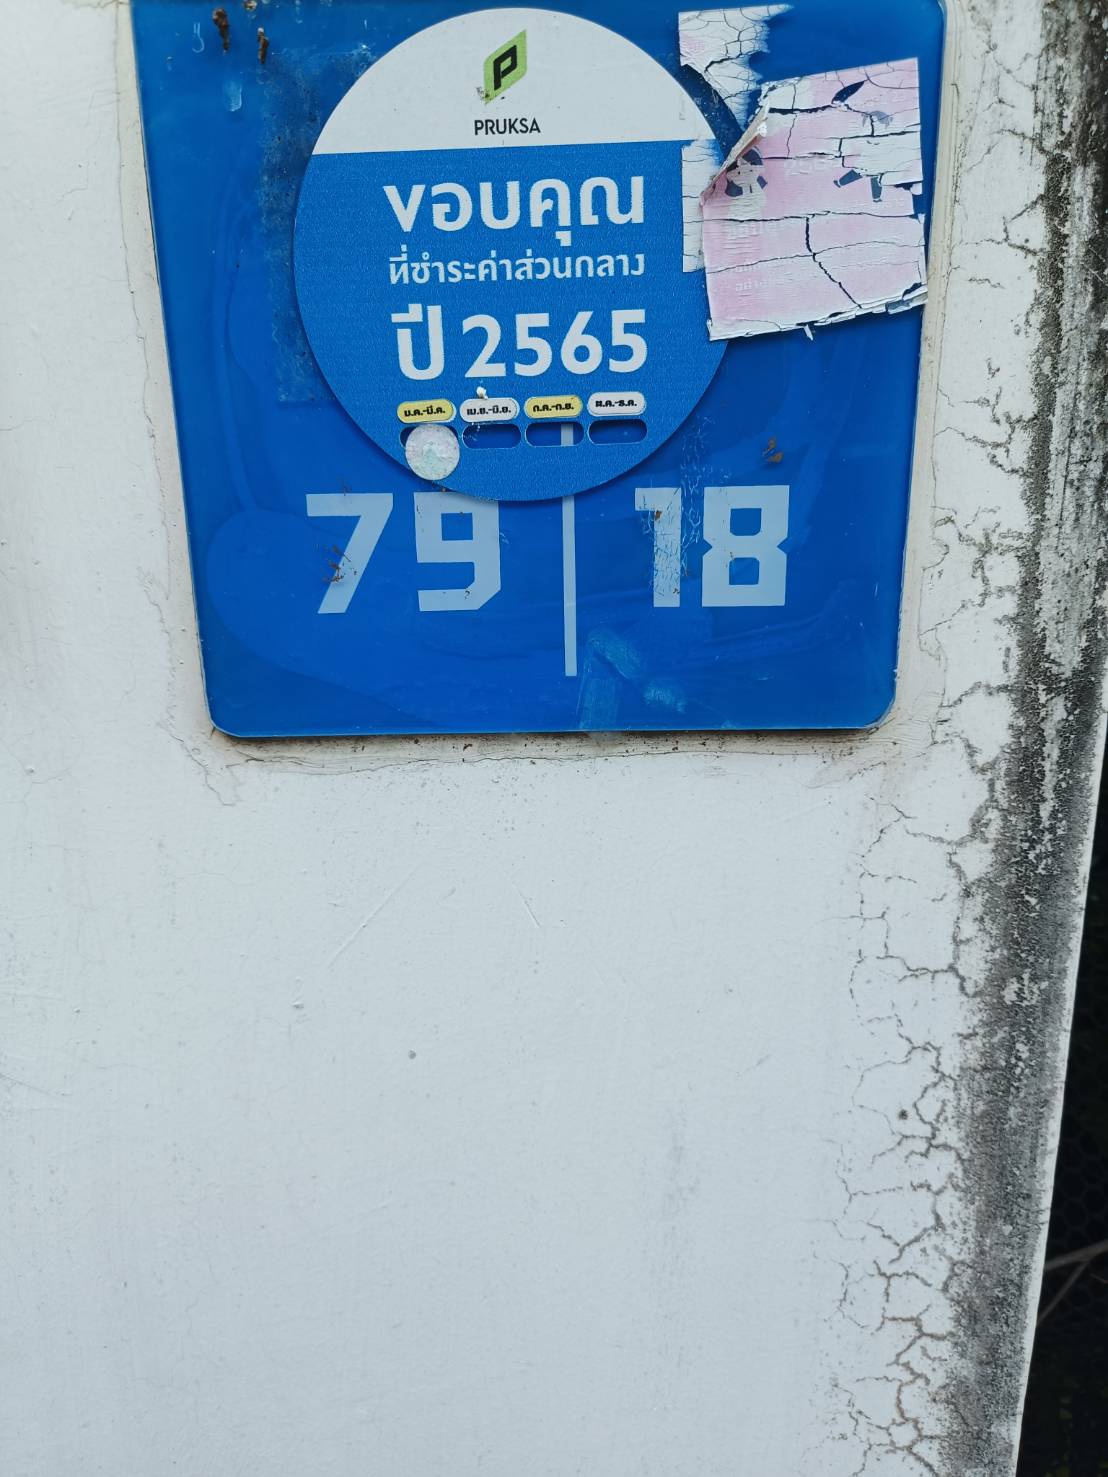 PRUKSA
ขอบคุณ
ที่ชำระค่าส่วนกลาง
ปี 2565
ม.ค.-มี.ค. เม.ย.-มิ.ย. ก.ค.-ก.ย. ต.ค.-ธ.ค.
79 | 18